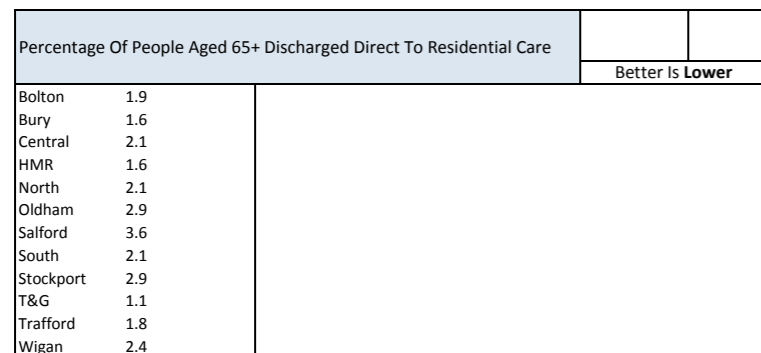 Percentage Of People Aged 65+ Discharged Direct To Residential Care
Better Is Lower
Bolton 1.9
Bury 1.6
Central 2.1
HMR 1.6
North 2.1
Oldham 2.9
Salford 3.6
South 2.1
Stockport 2.9
T&G 1.1
Trafford 1.8
Wigan 2.4